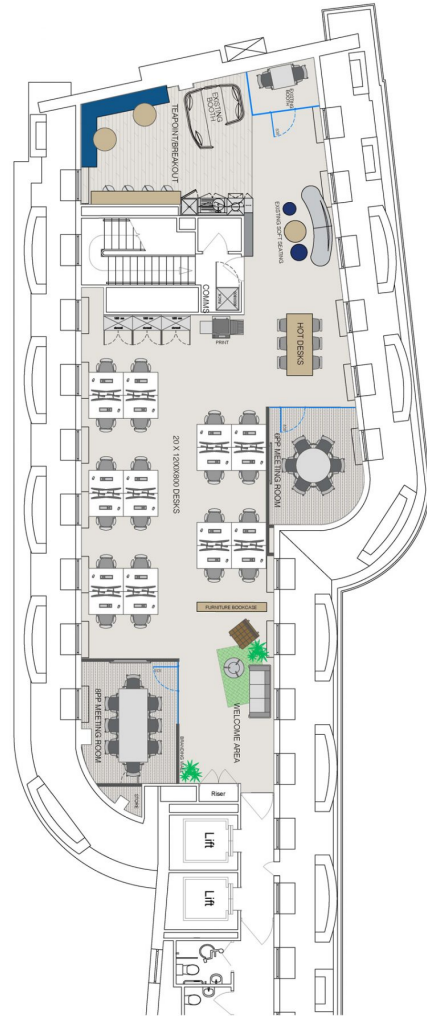 EXISTING
BOOTH
TEAPOINT/BREAKOUT
EXISTING SOFT SEATING
COMMS
PRINT
HOT DESKS
6PP MEETING ROOM
20 X 1200X800 DESKS
FURNITURE BOOKCASE
WELCOME AREA
8PP MEETING ROOM
BRANDING
STORE
Riser
Lift
Lift